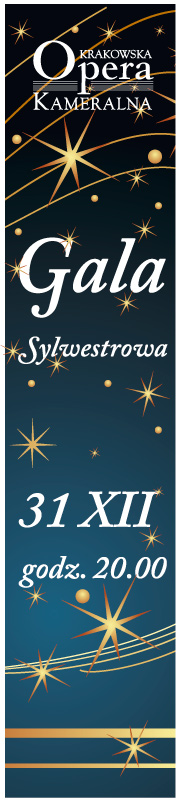 KRAKOWSKA
Opera
KAMERALNA
Gala
Sylwestrowa
31 XII
godz. 20.00